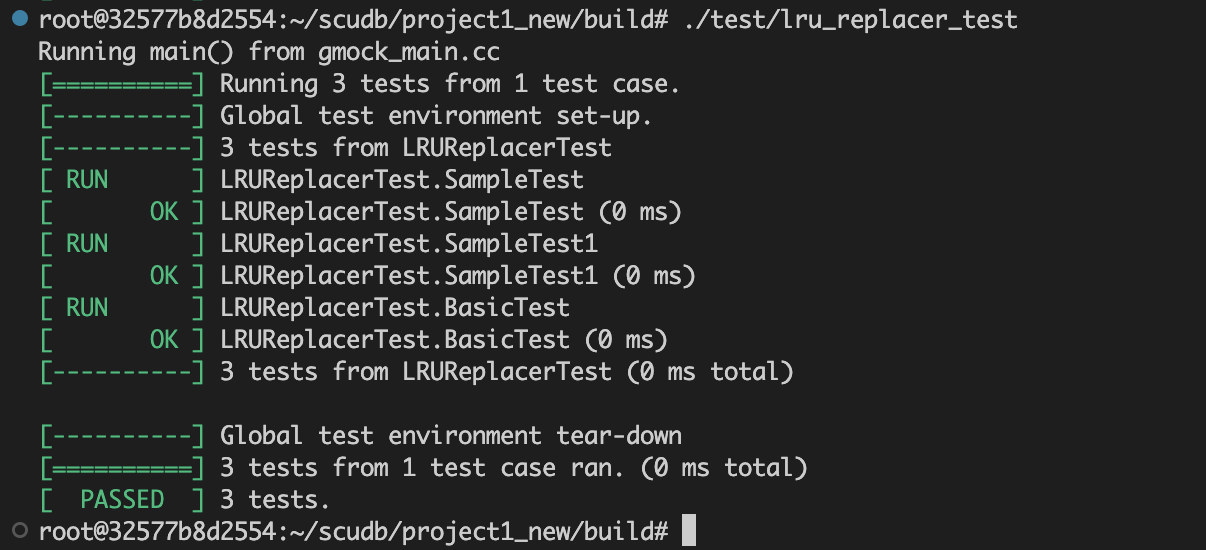 root@32577b8d2554:~/scudb/project1_new/build# ./test/lru_replacer_test
Running main() from gmock_main.cc
[==========] Running 3 tests from 1 test case.
[----------] Global test environment set-up.
[----------] 3 tests from LRUReplacerTest
[ RUN      ] LRUReplacerTest.SampleTest
[       OK ] LRUReplacerTest.SampleTest (0 ms)
[ RUN      ] LRUReplacerTest.SampleTest1
[       OK ] LRUReplacerTest.SampleTest1 (0 ms)
[ RUN      ] LRUReplacerTest.BasicTest
[       OK ] LRUReplacerTest.BasicTest (0 ms)
[----------] 3 tests from LRUReplacerTest (0 ms total)
[----------] Global test environment tear-down
[==========] 3 tests from 1 test case ran. (0 ms total)
[  PASSED  ] 3 tests.
root@32577b8d2554:~/scudb/project1_new/build#